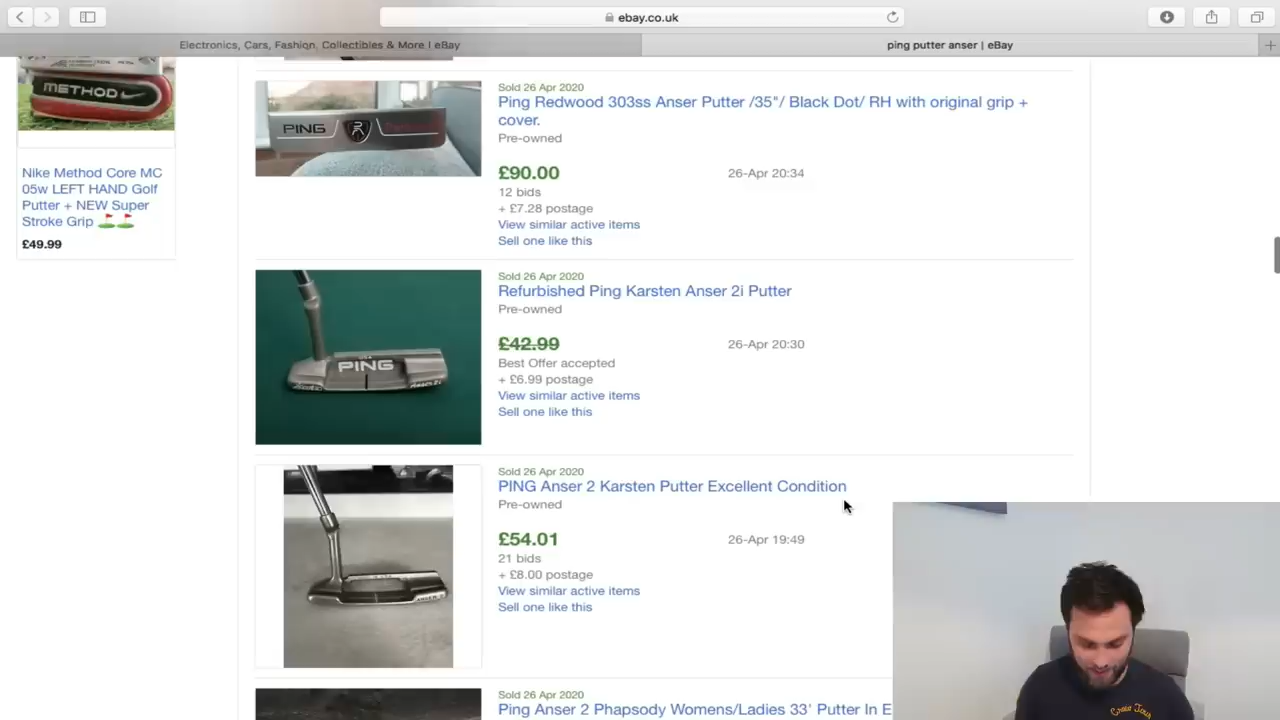 ebay.co.uk
Electronics, Cars, Fashion, Collectibles & More | eBay
ping putter anser | eBay
METHOD
Nike Method Core MC
05w LEFT HAND Golf
Putter + NEW Super
Stroke Grip ⛳⛳
£49.99
PING
Sold 26 Apr 2020
Ping Redwood 303ss Anser Putter /35"/ Black Dot/ RH with original grip +
cover.
Pre-owned
£90.00
26-Apr 20:34
12 bids
+ £7.28 postage
View similar active items
Sell one like this
PING
Sold 26 Apr 2020
Refurbished Ping Karsten Anser 2i Putter
Pre-owned
£42.99
26-Apr 20:30
Best Offer accepted
+ £6.99 postage
View similar active items
Sell one like this
Sold 26 Apr 2020
PING Anser 2 Karsten Putter Excellent Condition
Pre-owned
£54.01
26-Apr 19:49
21 bids
+ £8.00 postage
View similar active items
Sell one like this
Sold 26 Apr 2020
Ping Anser 2 Phapsody Womens/Ladies 33' Putter In E